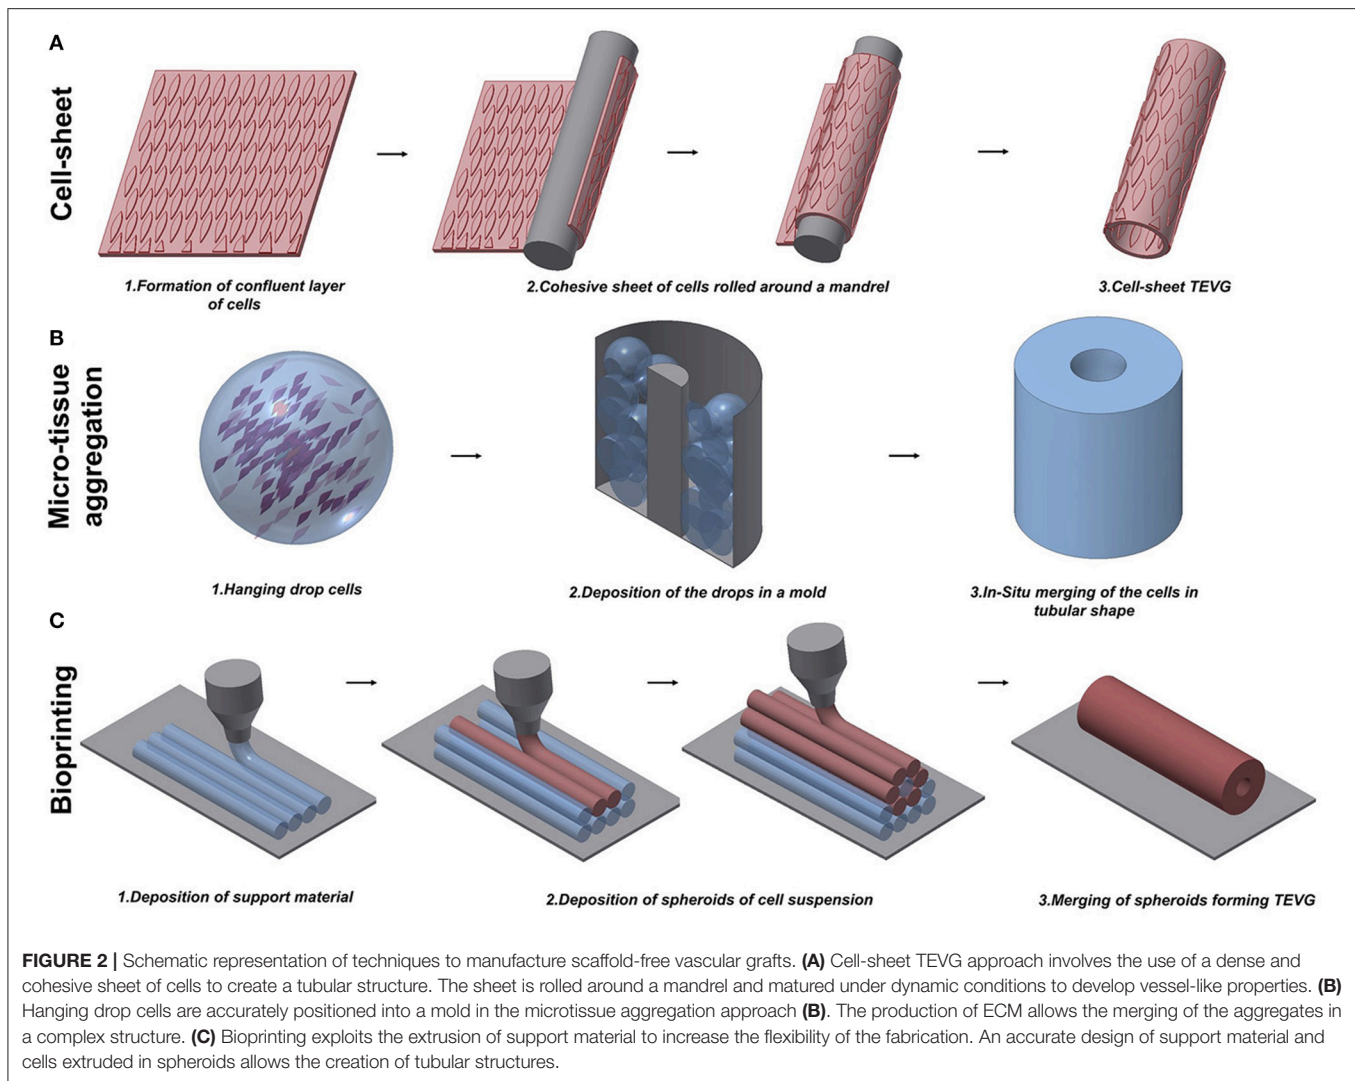 A
Cell-sheet
1.Formation of confluent layer
of cells
2.Cohesive sheet of cells rolled around a mandrel
3.Cell-sheet TEVG
B
Micro-tissue
aggregation
1.Hanging drop cells
2.Deposition of the drops in a mold
3.In-Situ merging of the cells in
tubular shape
C
Bioprinting
1.Deposition of support material
2.Deposition of spheroids of cell suspension
3.Merging of spheroids forming TEVG
FIGURE 2 | Schematic representation of techniques to manufacture scaffold-free vascular grafts. (A) Cell-sheet TEVG approach involves the use of a dense and
cohesive sheet of cells to create a tubular structure. The sheet is rolled around a mandrel and matured under dynamic conditions to develop vessel-like properties. (B)
Hanging drop cells are accurately positioned into a mold in the microtissue aggregation approach (B). The production of ECM allows the merging of the aggregates in
a complex structure. (C) Bioprinting exploits the extrusion of support material to increase the flexibility of the fabrication. An accurate design of support material and
cells extruded in spheroids allows the creation of tubular structures.